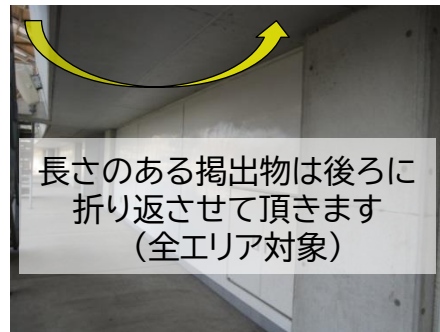 長さのある掲出物は後ろに
折り返させて頂きます
（全エリア対象）